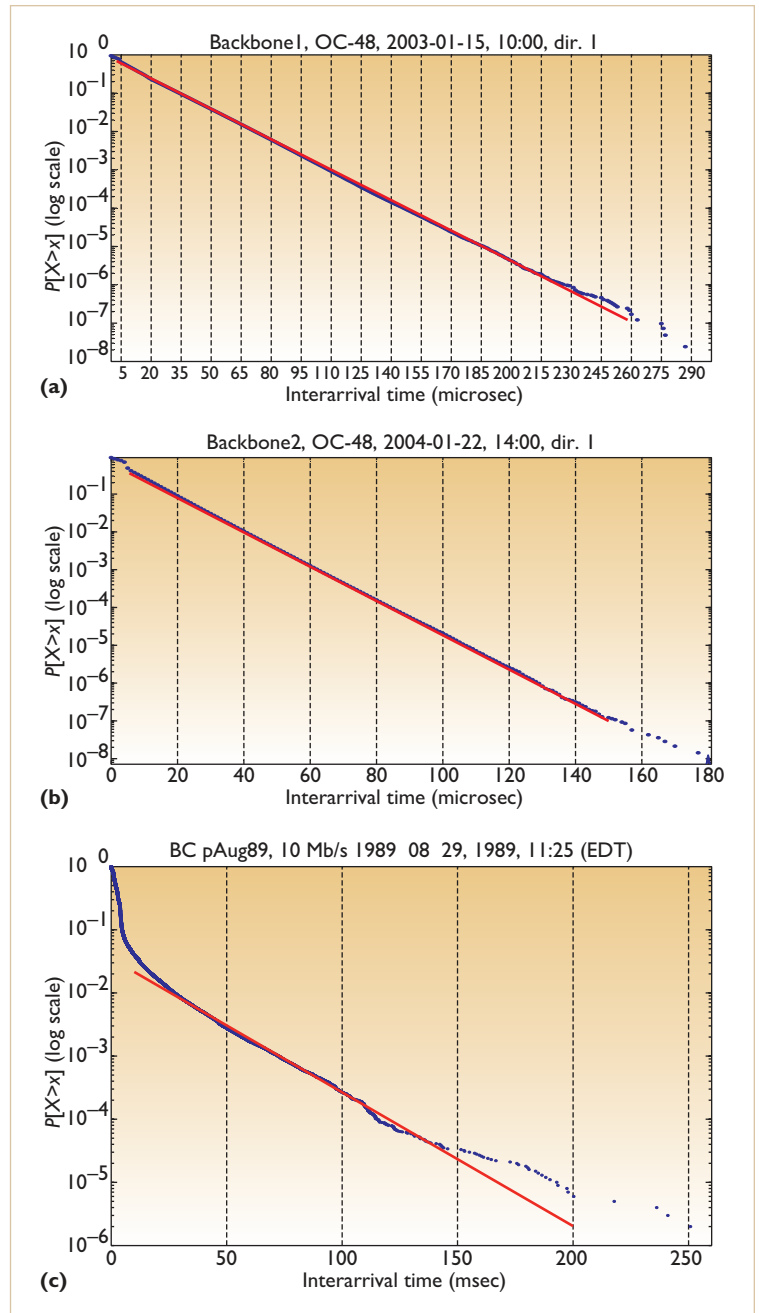 Backbone1, OC-48, 2003-01-15, 10:00, dir. 1
10 0
10–1
10–2
10–3
10–4
10–5
10–6
10–7
10–8
P[X>x] (log scale)
5 20 35 50 65 80 95 110 125 140 155 170 185 200 215 230 245 260 275 290
Interarrival time (microsec)
(a)
Backbone2, OC-48, 2004-01-22, 14:00, dir. 1
10–1
10–2
10–3
10–4
10–5
10–6
10–7
10–8
P[X>x] (log scale)
0 20 40 60 80 100 120 140 160 180
Interarrival time (microsec)
(b)
BC pAug89, 10 Mb/s 1989 08 29, 1989, 11:25 (EDT)
10 0
10–1
10–2
10–3
10–4
10–5
10–6
P[X>x] (log scale)
0 50 100 150 200 250
Interarrival time (msec)
(c)